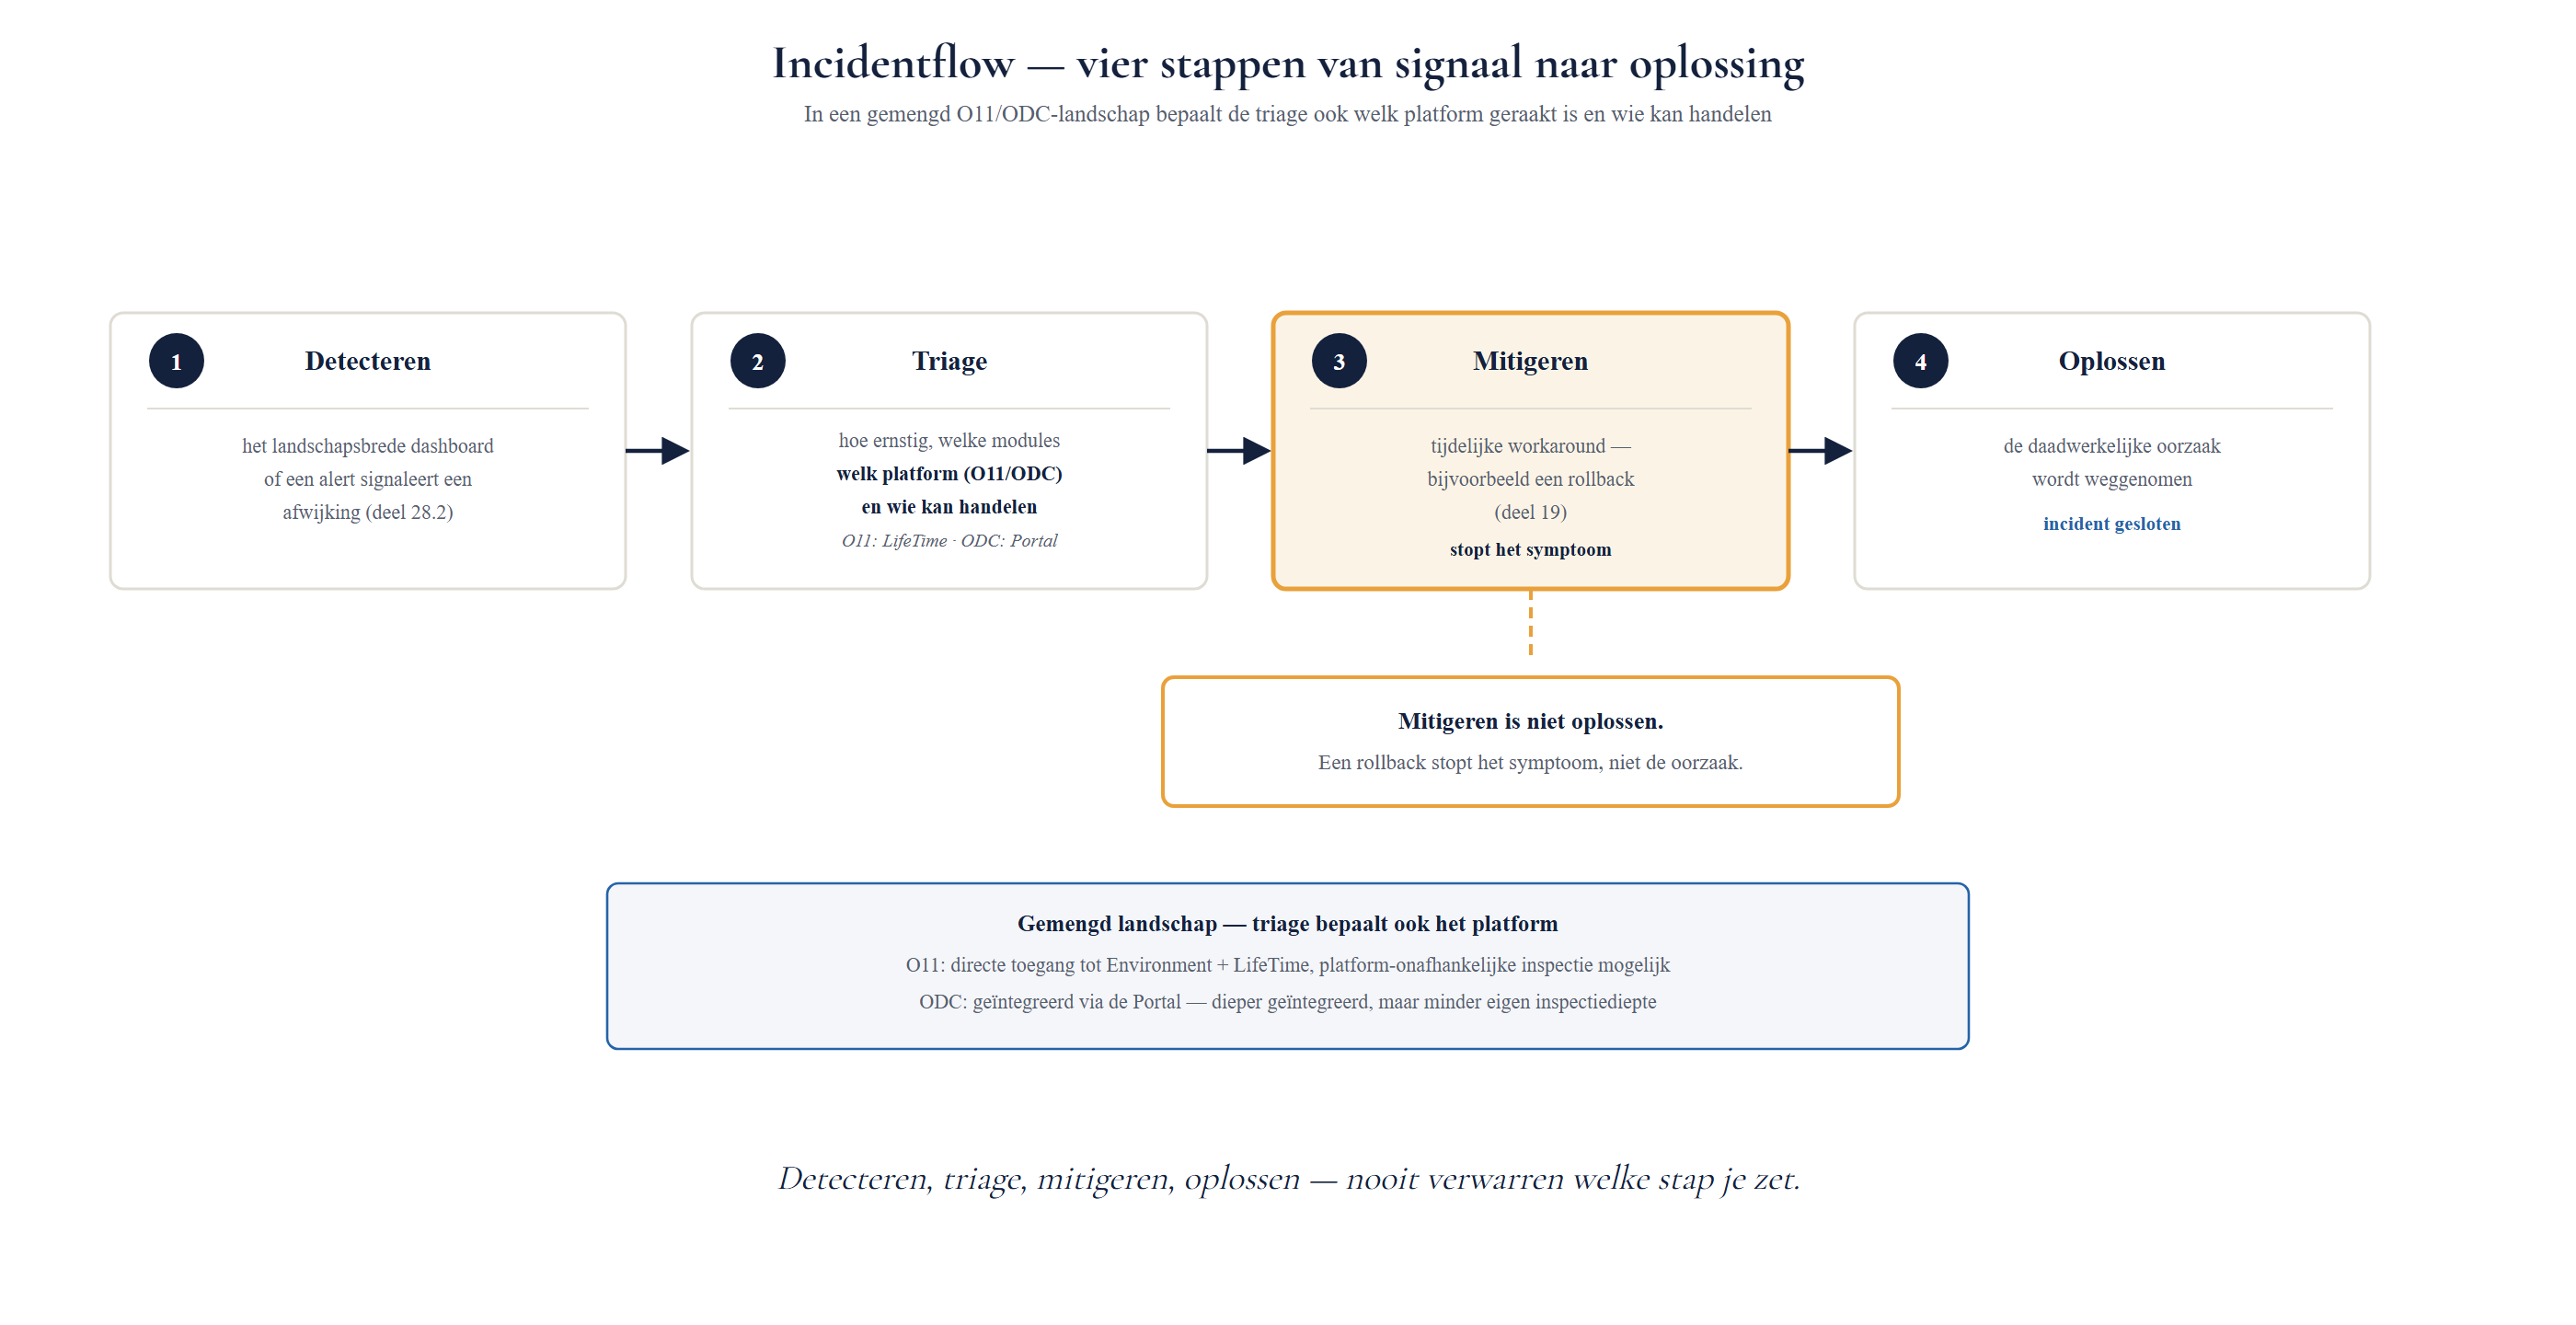 Incidentflow — vier stappen van signaal naar oplossing
In een gemengd O11/ODC-landschap bepaalt de triage ook welk platform geraakt is en wie kan handelen
1
Detecteren
het landschapsbrede dashboard
of een alert signaleert een
afwijking (deel 28.2)
2
Triage
hoe ernstig, welke modules
welk platform (O11/ODC)
en wie kan handelen
O11: LifeTime · ODC: Portal
3
Mitigeren
tijdelijke workaround —
bijvoorbeeld een rollback
(deel 19)
stopt het symptoom
4
Oplossen
de daadwerkelijke oorzaak
wordt weggenomen
incident gesloten
Mitigeren is niet oplossen.
Een rollback stopt het symptoom, niet de oorzaak.
Gemengd landschap — triage bepaalt ook het platform
O11: directe toegang tot Environment + LifeTime, platform-onafhankelijke inspectie mogelijk
ODC: geïntegreerd via de Portal — dieper geïntegreerd, maar minder eigen inspectiediepte
Detecteren, triage, mitigeren, oplossen — nooit verwarren welke stap je zet.